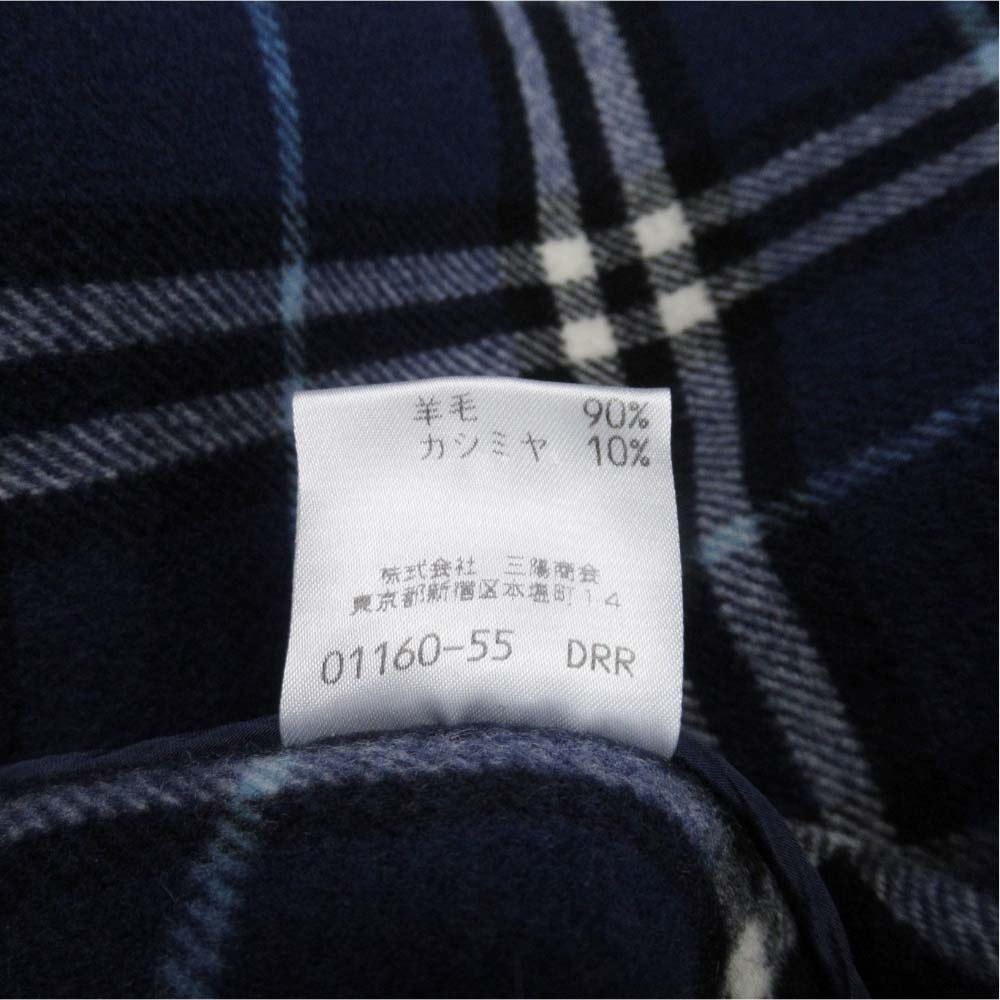 羊毛 90%
カシミヤ 10%
株式会社 三陽商会
東京都新宿区本塩町14
01160-55 DRR